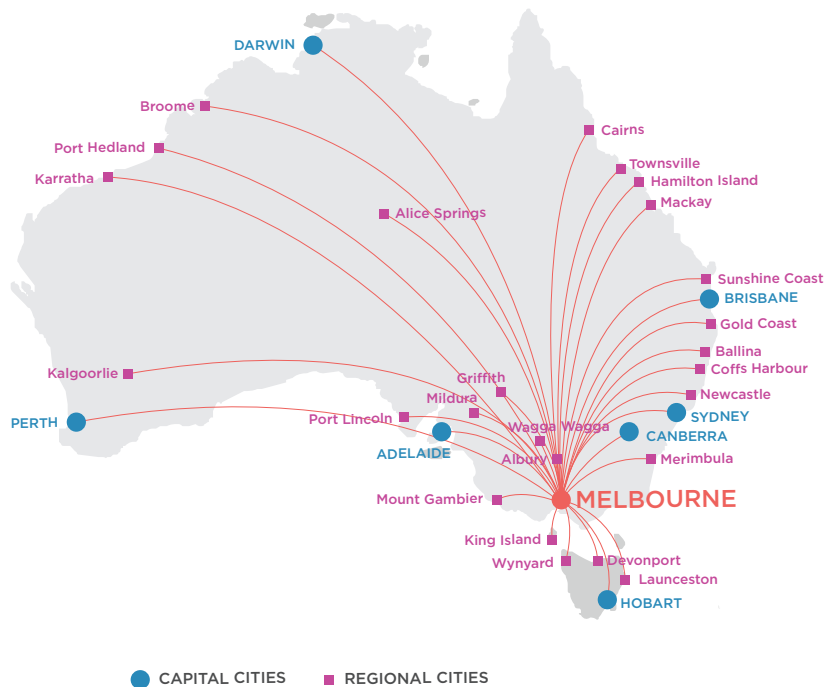 DARWIN
Broome
Cairns
Port Hedland
Townsville
Karratha
Hamilton Island
Mackay
Alice Springs
Sunshine Coast
BRISBANE
Gold Coast
Ballina
Kalgoorlie
Coffs Harbour
Griffith
Newcastle
Mildura
SYDNEY
Port Lincoln
PERTH
Wagga Wagga
CANBERRA
ADELAIDE
Albury
Merimbula
Mount Gambier
MELBOURNE
King Island
Wynyard
Devonport
Launceston
HOBART
CAPITAL CITIES
REGIONAL CITIES